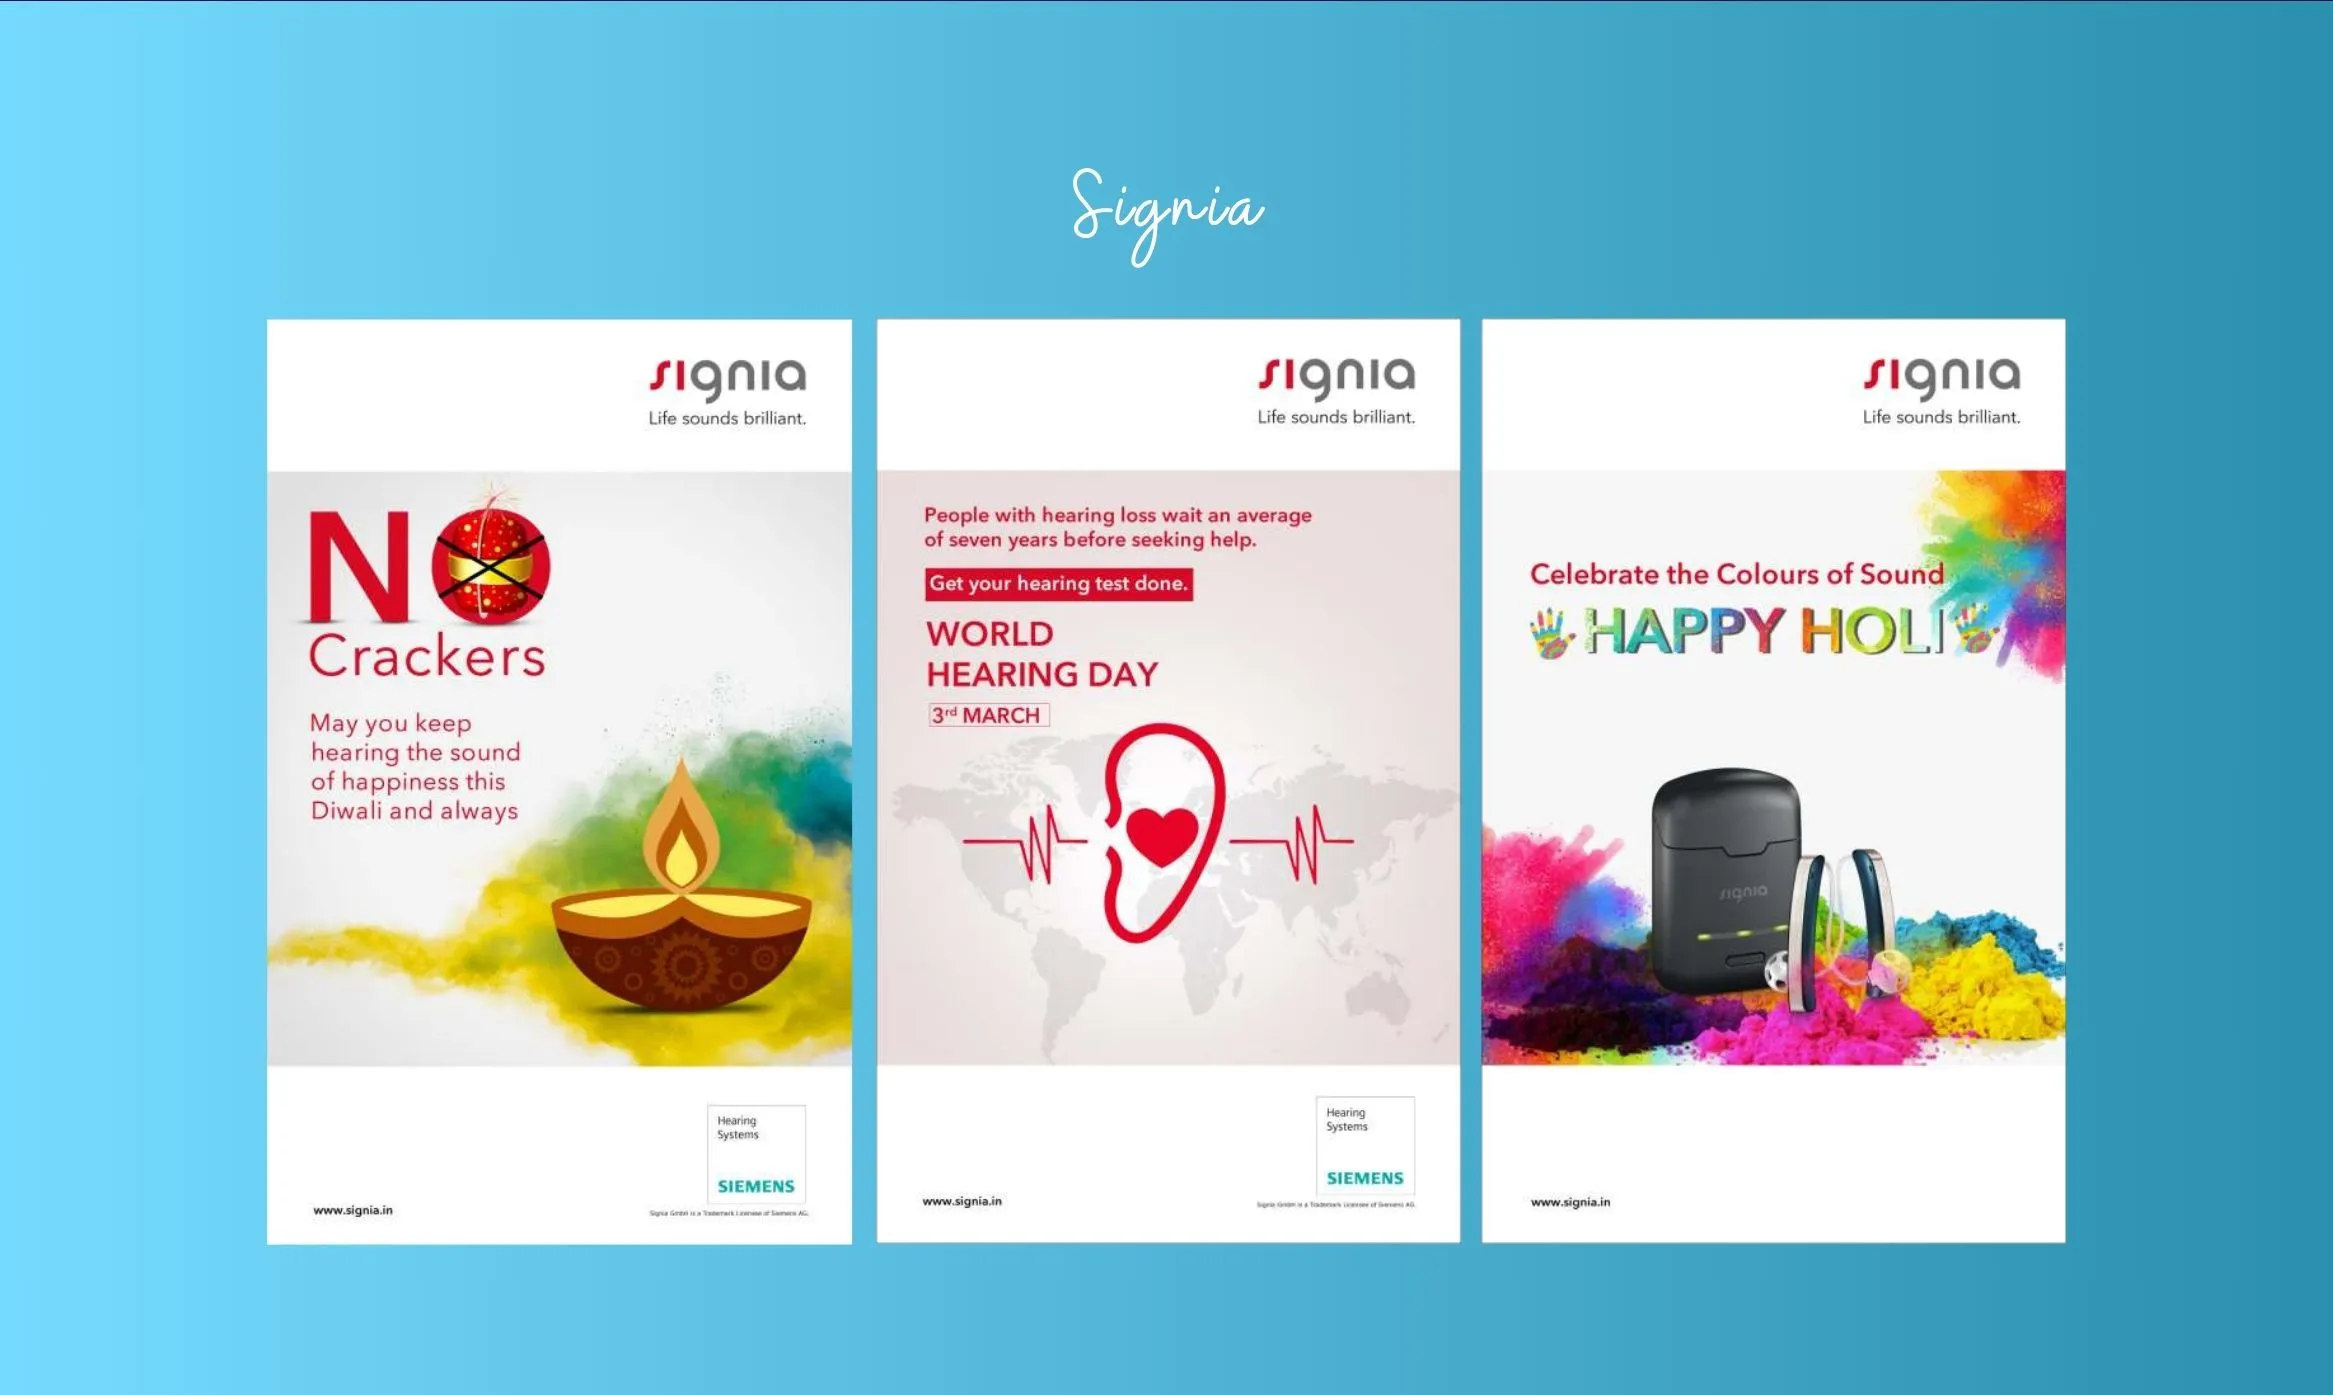 Signia
signia
Life sounds brilliant.
NO
Crackers
May you keep
hearing the sound
of happiness this
Diwali and always
Hearing
Systems
SIEMENS
www.signia.in
Signia GmbH is a Trademark Licensee of Siemens AG.
signia
Life sounds brilliant.
People with hearing loss wait an average
of seven years before seeking help.
Get your hearing test done.
WORLD
HEARING DAY
3rd MARCH
Hearing
Systems
SIEMENS
www.signia.in
Signia GmbH is a Trademark Licensee of Siemens AG.
signia
Life sounds brilliant.
Celebrate the Colours of Sound
HAPPY HOLI
signia
www.signia.in